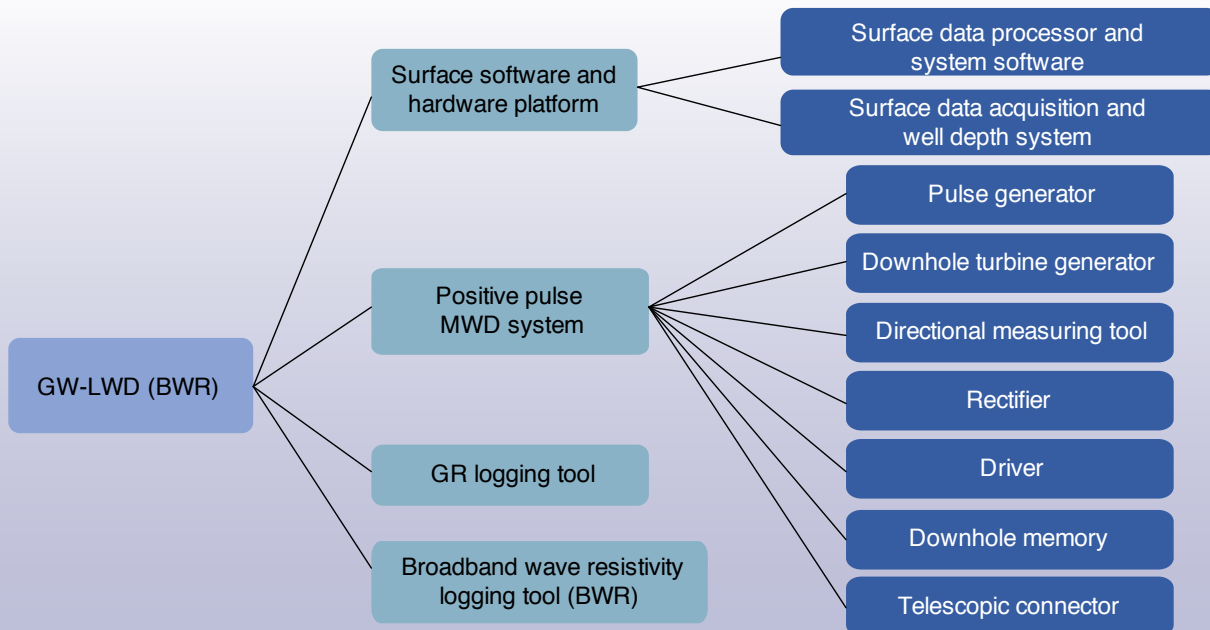 GW-LWD (BWR)
Surface software and
hardware platform
Positive pulse
MWD system
GR logging tool
Broadband wave resistivity
logging tool (BWR)
Surface data processor and
system software
Surface data acquisition and
well depth system
Pulse generator
Downhole turbine generator
Directional measuring tool
Rectifier
Driver
Downhole memory
Telescopic connector